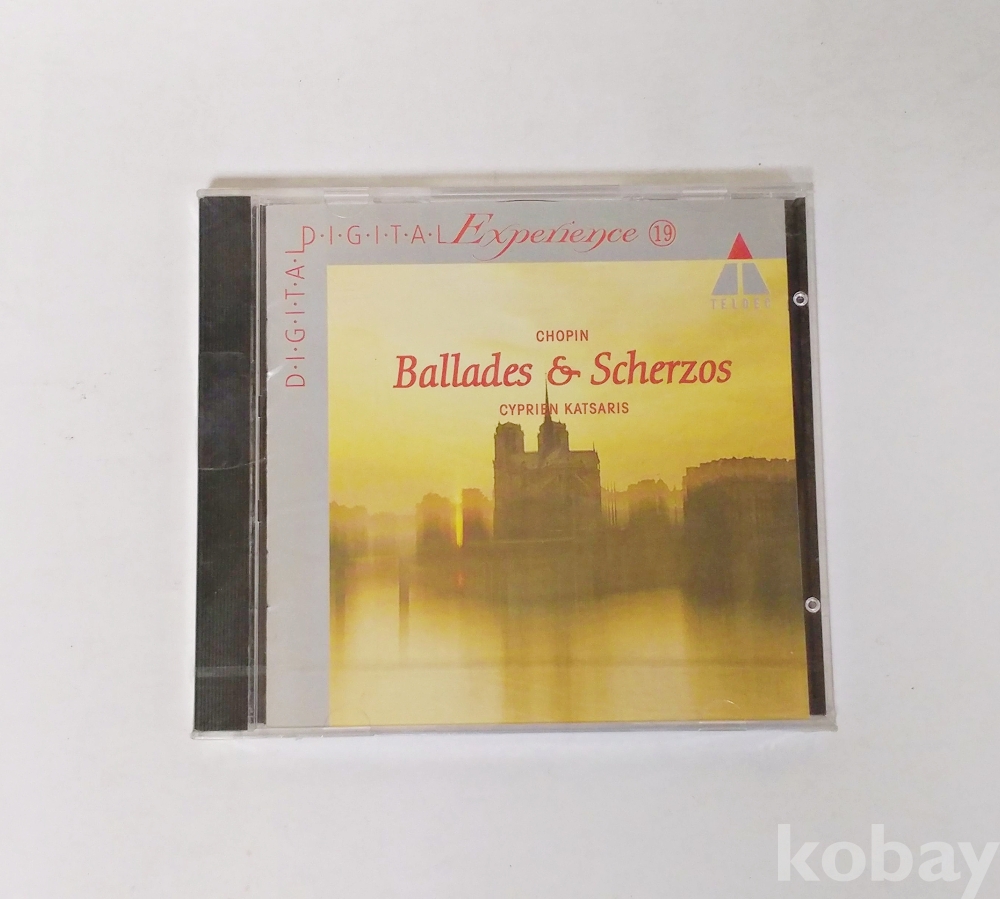 D·I·G·I·T·A·L Experience 19
D·I·G·I·T·A·L
TELDEC
CHOPIN
Ballades & Scherzos
CYPRIEN KATSARIS
kobay